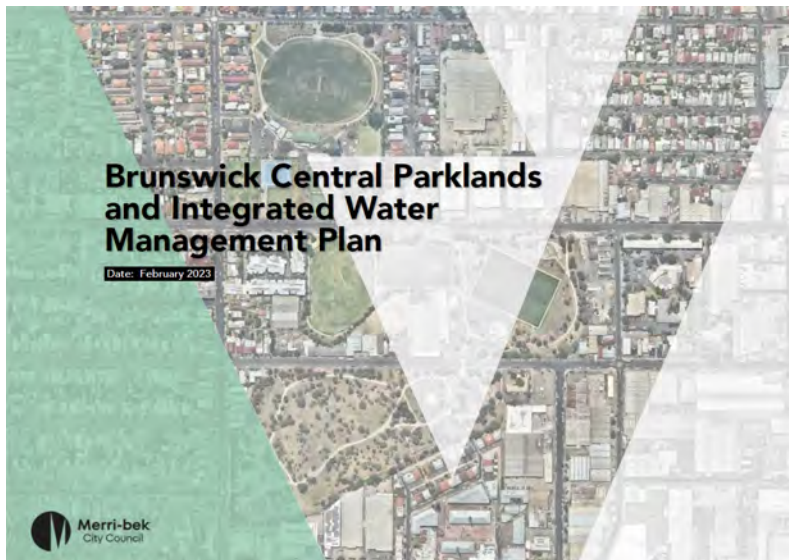 Brunswick Central Parklands
and Integrated Water
Management Plan
Date: February 2023
Merri-bek
City Council